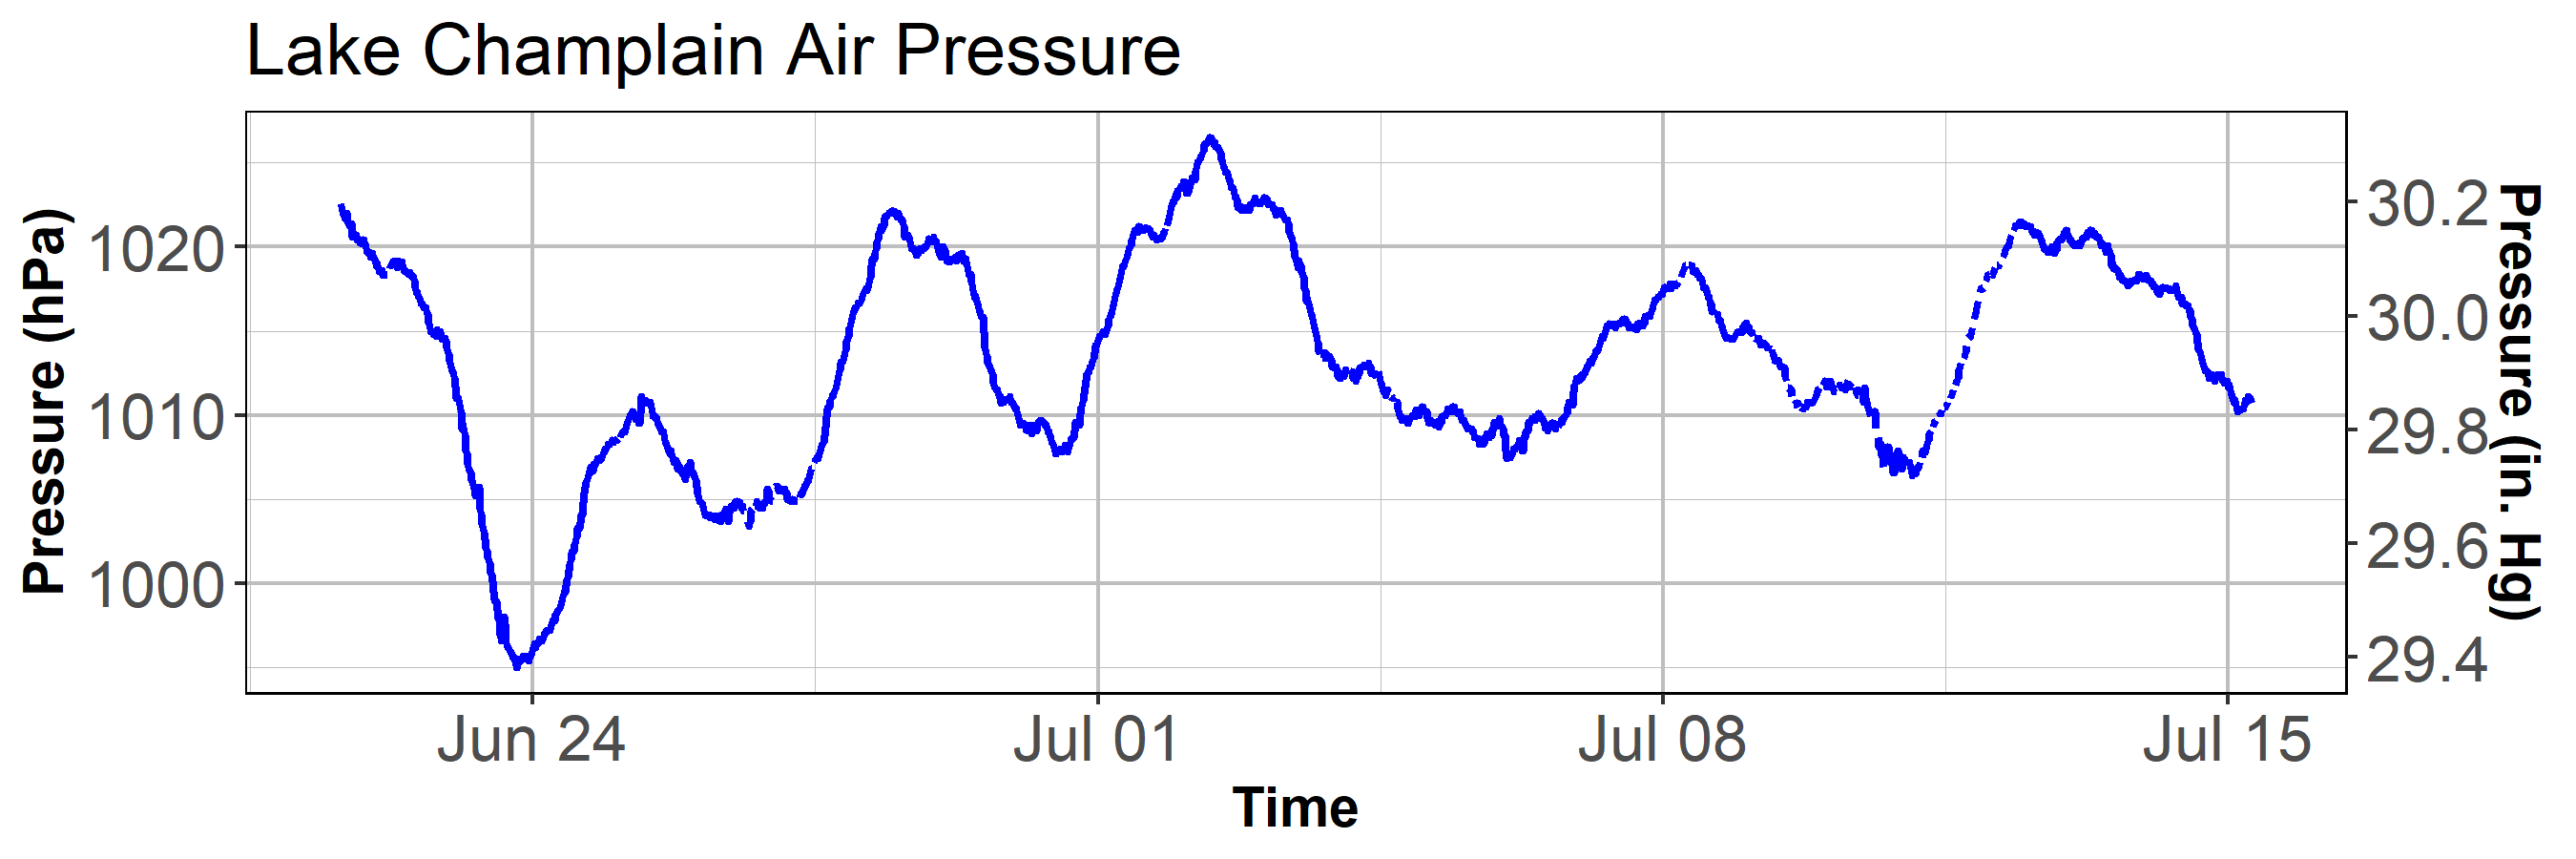 Lake Champlain Air Pressure
Pressure (hPa)
1020
1010
1000
30.2
30.0
29.8
29.6
29.4
Pressure (in. Hg)
Jun 24
Jul 01
Jul 08
Jul 15
Time